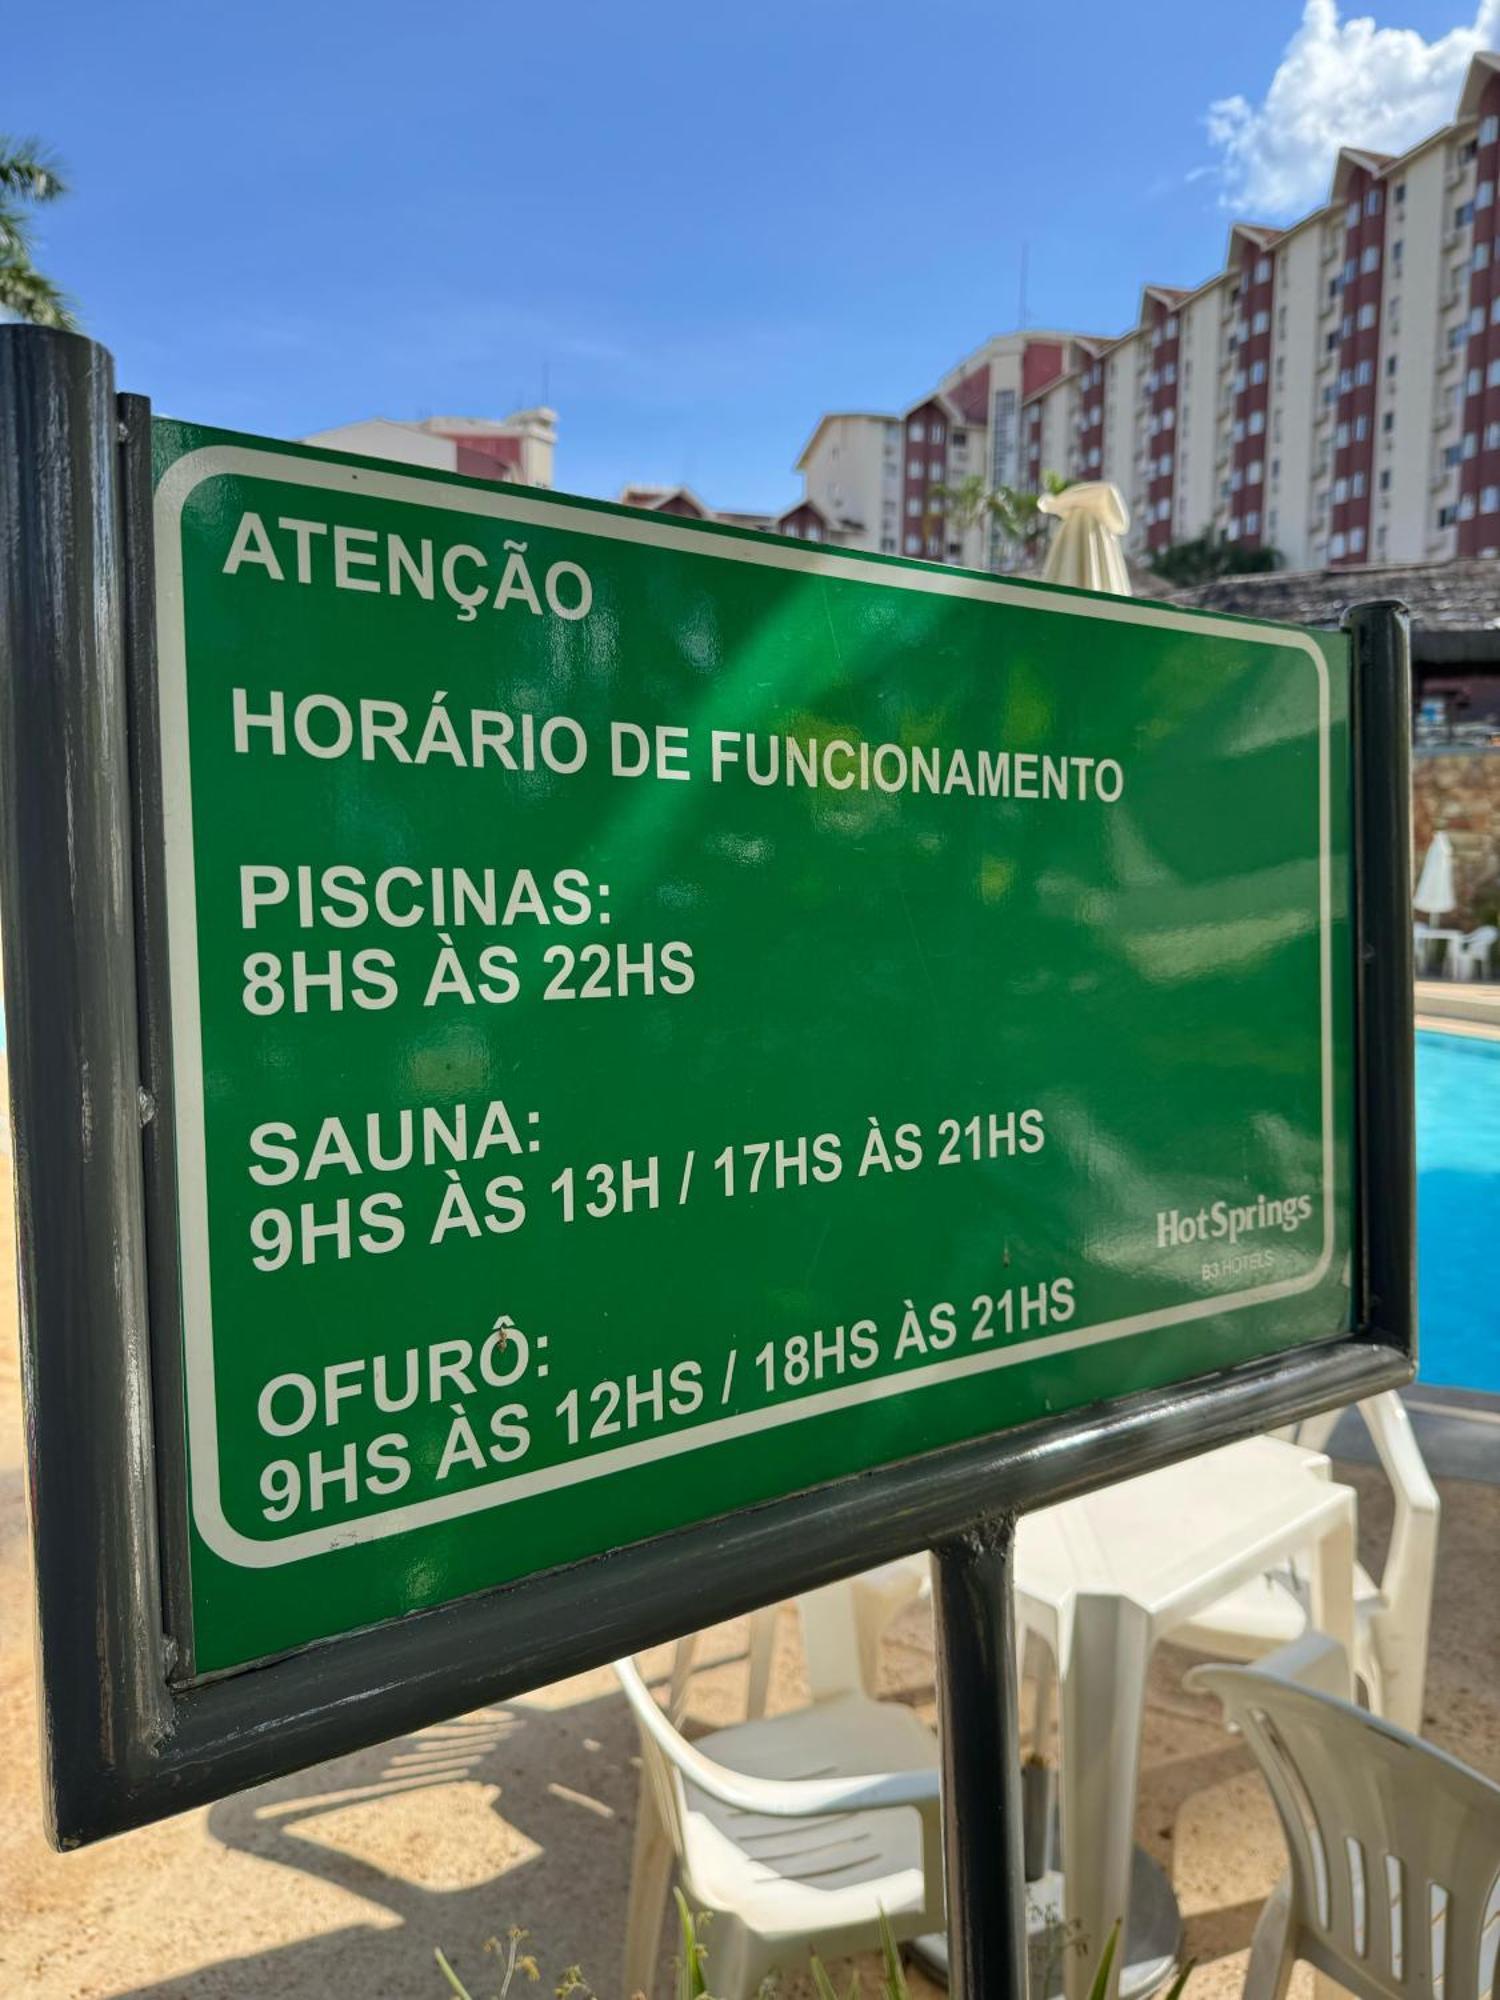 ATENÇÃO
HORÁRIO DE FUNCIONAMENTO
PISCINAS:
8HS ÀS 22HS
SAUNA:
9HS ÀS 13H / 17HS ÀS 21HS
OFURÔ:
9HS ÀS 12HS / 18HS ÀS 21HS
HotSprings
B3 HOTELS